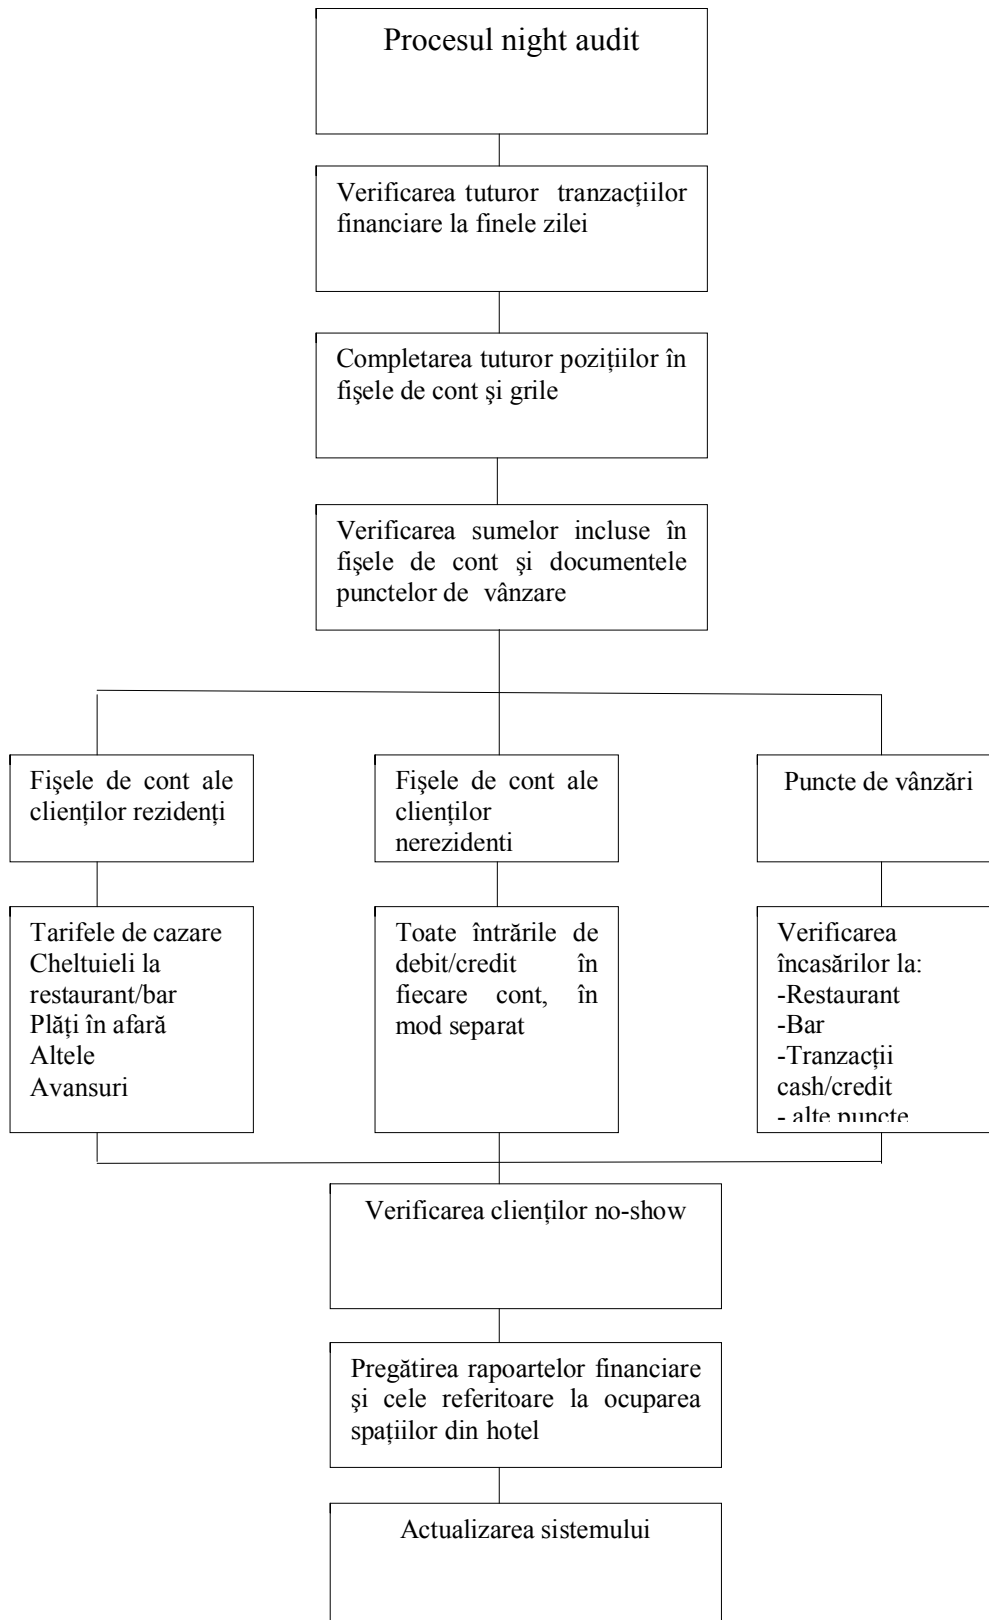 Procesul night audit
Verificarea tuturor tranzacțiilor
financiare la finele zilei
Completarea tuturor pozițiilor în
fişele de cont şi grile
Verificarea sumelor incluse în
fişele de cont şi documentele
punctelor de vânzare
Fişele de cont ale
clienților rezidenți
Fişele de cont ale
clienților
nerezidenti
Puncte de vânzări
Tarifele de cazare
Cheltuieli la
restaurant/bar
Plăți în afară
Altele
Avansuri
Toate întrările de
debit/credit în
fiecare cont, în
mod separat
Verificarea
încasărilor la:
-Restaurant
-Bar
-Tranzacții
cash/credit
- alte puncte
Verificarea clienților no-show
Pregătirea rapoartelor financiare
şi cele referitoare la ocuparea
spațiilor din hotel
Actualizarea sistemului